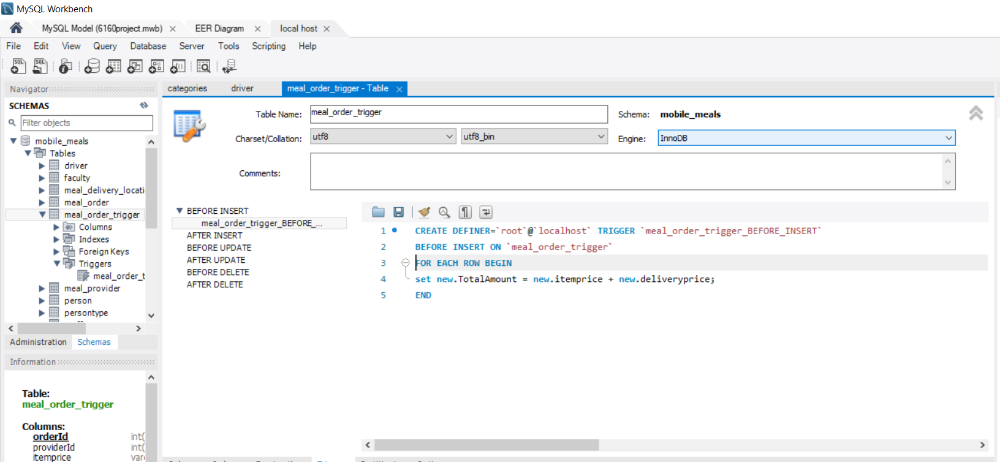 MySQL Workbench
MySQL Model (6160project.mwb)
EER Diagram
local host
File Edit View Query Database Server Tools Scripting Help
Navigator
SCHEMAS
Filter objects
mobile_meals
Tables
driver
faculty
meal_delivery_locati
meal_order
meal_order_trigger
Columns
Indexes
Foreign Keys
Triggers
meal_order_t
meal_provider
person
persontype
Administration Schemas
Information
Table:
meal_order_trigger
Columns:
orderId int(
providerId int(
itemprice varc
categories driver meal_order_trigger - Table
Table Name: meal_order_trigger Schema: mobile_meals
Charset/Collation: utf8 utf8_bin Engine: InnoDB
Comments:
BEFORE INSERT
meal_order_trigger_BEFORE_...
AFTER INSERT
BEFORE UPDATE
AFTER UPDATE
BEFORE DELETE
AFTER DELETE
1 CREATE DEFINER=`root`@`localhost` TRIGGER `meal_order_trigger_BEFORE_INSERT`
2 BEFORE INSERT ON `meal_order_trigger`
3 FOR EACH ROW BEGIN
4 set new.TotalAmount = new.itemprice + new.deliveryprice;
5 END